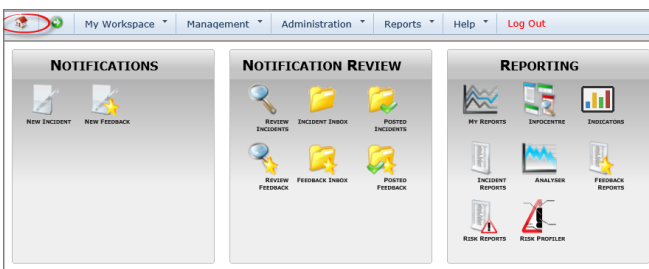 My Workspace Management Administration Reports Help Log Out
NOTIFICATIONS
NEW INCIDENT NEW FEEDBACK
NOTIFICATION REVIEW
REVIEW INCIDENTS INCIDENT INBOX POSTED INCIDENTS
REVIEW FEEDBACK FEEDBACK INBOX POSTED FEEDBACK
REPORTING
MY REPORTS INFOCENTRE INDICATORS
INCIDENT REPORTS ANALYSER FEEDBACK REPORTS
RISK REPORTS RISK PROFILER